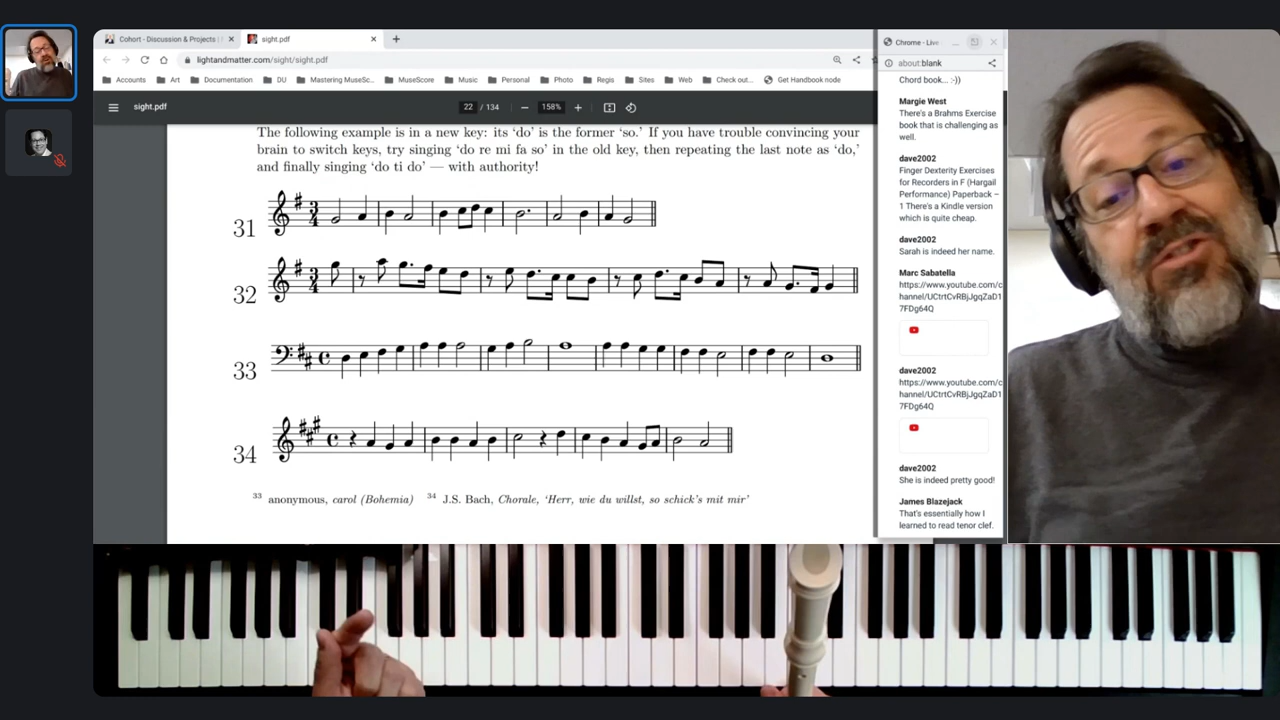 Cohort - Discussion & Projects |
sight.pdf
lightandmatter.com/sight/sight.pdf
Accounts
Art
Documentation
DU
Mastering MuseSc...
MuseScore
Music
Personal
Photo
Regis
Sites
Web
Check out...
Get Handbook node
sight.pdf
22 / 134
158%
The following example is in a new key: its ‘do’ is the former ‘so.’ If you have trouble convincing your
brain to switch keys, try singing ‘do re mi fa so’ in the old key, then repeating the last note as ‘do,’
and finally singing ‘do ti do’ — with authority!
31
3
4
32
3
4
33
34
33 anonymous, carol (Bohemia) 34 J.S. Bach, Chorale, ‘Herr, wie du willst, so schick’s mit mir’
Chrome - Live
about:blank
Chord book... :-))
Margie West
There's a Brahms Exercise
book that is challenging as
well.
dave2002
Finger Dexterity Exercises
for Recorders in F (Hargail
Performance) Paperback –
1 There's a Kindle version
which is quite cheap.
dave2002
Sarah is indeed her name.
Marc Sabatella
https://www.youtube.com/c
hannel/UCtrtCvRBjJgqZaD1
7FDg64Q
dave2002
https://www.youtube.com/c
hannel/UCtrtCvRBjJgqZaD1
7FDg64Q
dave2002
She is indeed pretty good!
James Blazejack
That's essentially how I
learned to read tenor clef.